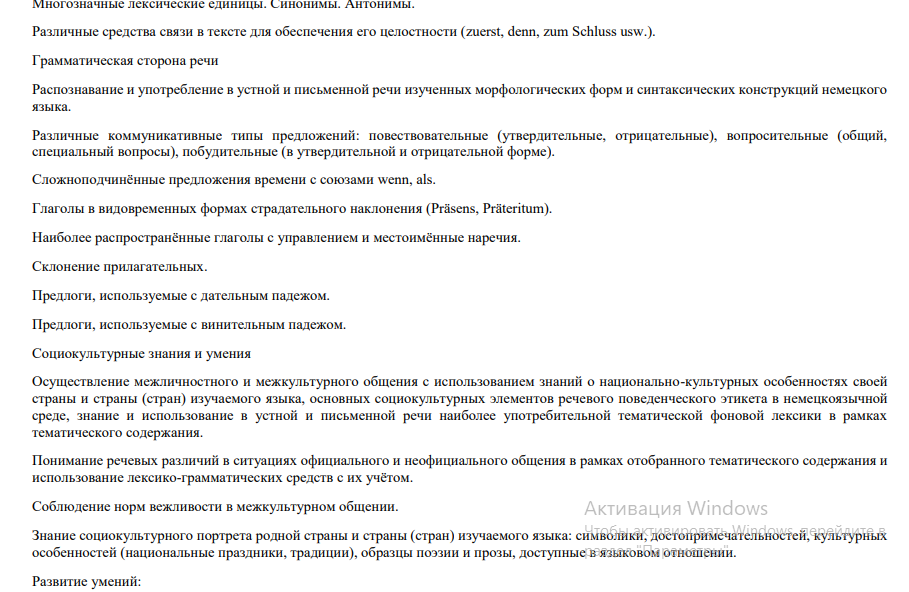 Многозначные лексические единицы. Синонимы. Антонимы.
Различные средства связи в тексте для обеспечения его целостности (zuerst, denn, zum Schluss usw.).
Грамматическая сторона речи
Распознавание и употребление в устной и письменной речи изученных морфологических форм и синтаксических конструкций немецкого
языка.
Различные коммуникативные типы предложений: повествовательные (утвердительные, отрицательные), вопросительные (общий,
специальный вопросы), побудительные (в утвердительной и отрицательной форме).
Сложноподчинённые предложения времени с союзами wenn, als.
Глаголы в видовременных формах страдательного наклонения (Präsens, Präteritum).
Наиболее распространённые глаголы с управлением и местоимённые наречия.
Склонение прилагательных.
Предлоги, используемые с дательным падежом.
Предлоги, используемые с винительным падежом.
Социокультурные знания и умения
Осуществление межличностного и межкультурного общения с использованием знаний о национально-культурных особенностях своей
страны и страны (стран) изучаемого языка, основных социокультурных элементов речевого поведенческого этикета в немецкоязычной
среде, знание и использование в устной и письменной речи наиболее употребительной тематической фоновой лексики в рамках
тематического содержания.
Понимание речевых различий в ситуациях официального и неофициального общения в рамках отобранного тематического содержания и
использование лексико-грамматических средств с их учётом.
Соблюдение норм вежливости в межкультурном общении.
Активация Windows
Чтобы активировать Windows, перейдите в
раздел "Параметры".
Знание социокультурного портрета родной страны и страны (стран) изучаемого языка: символики, достопримечательностей, культурных
особенностей (национальные праздники, традиции), образцы поэзии и прозы, доступные в языковом отношении.
Развитие умений: